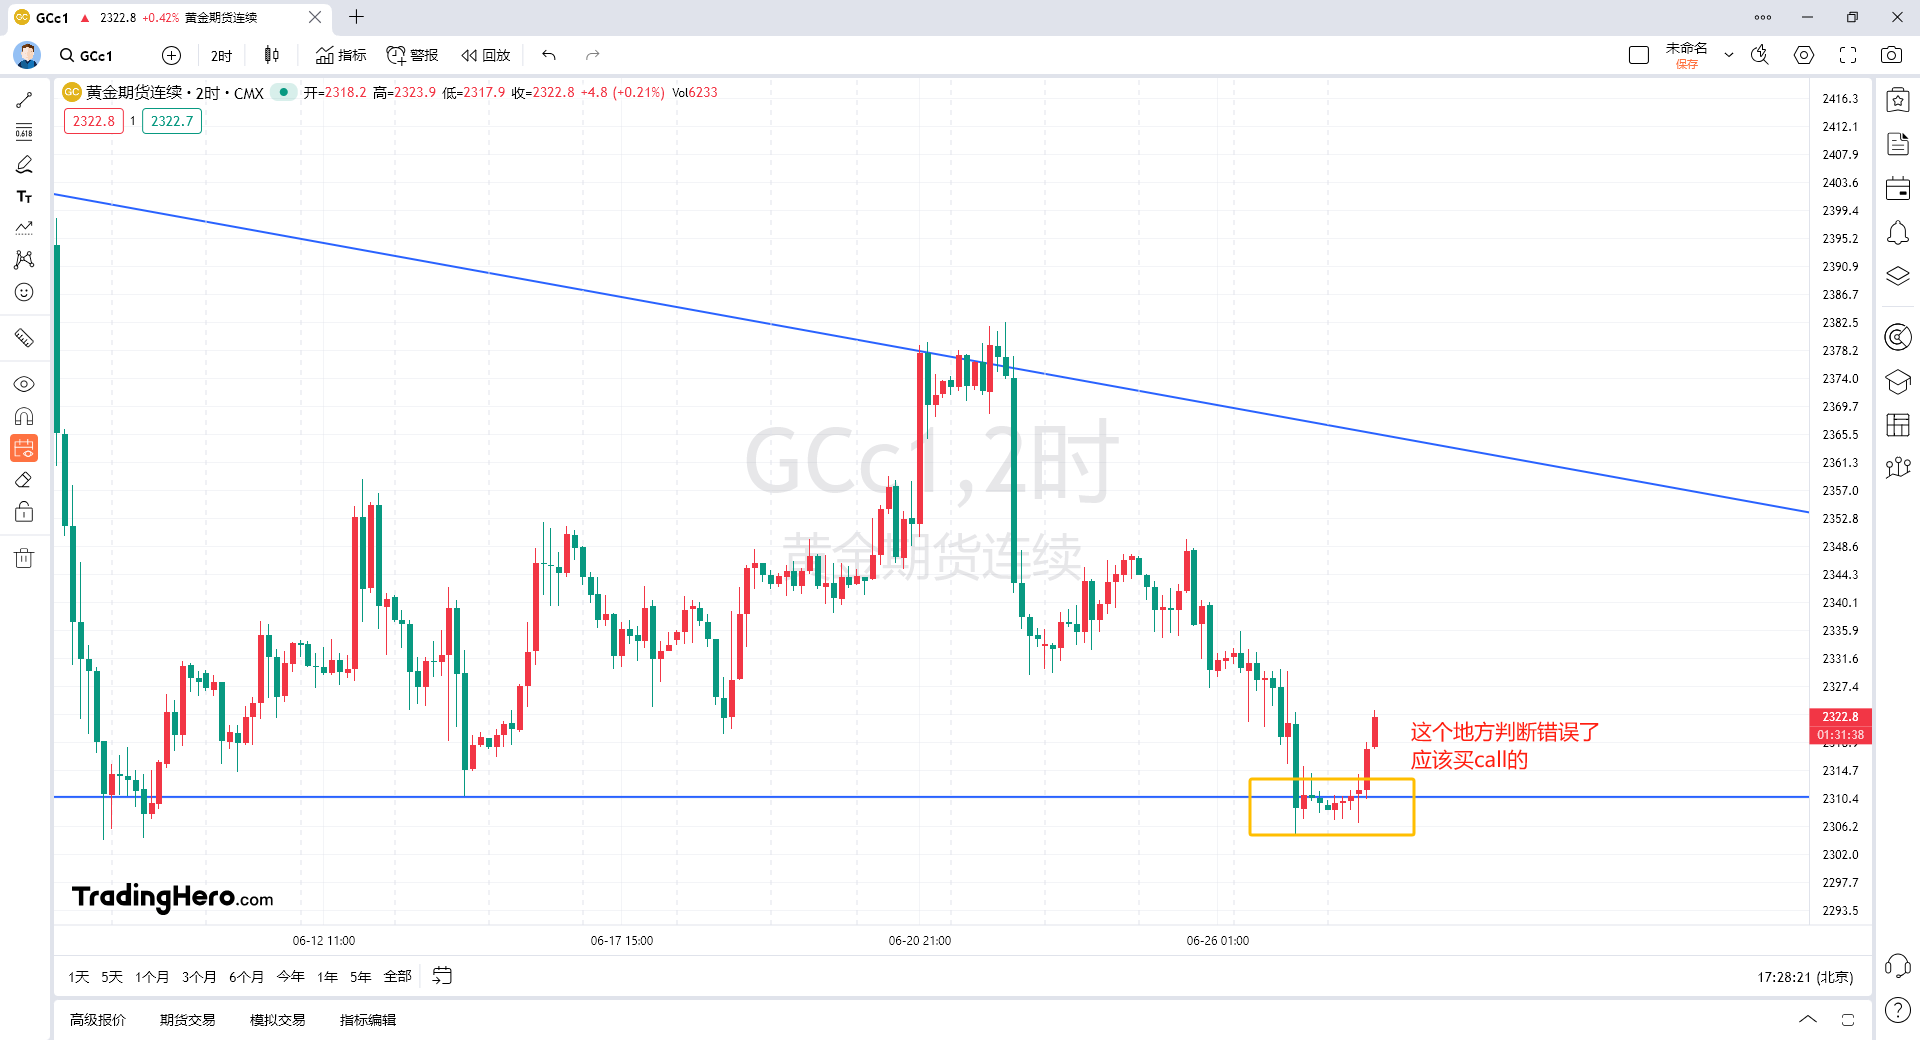 GCc1 ▲ 2322.8 +0.42% 黄金期货连续
GCc1 2时 指标 警报 回放 未命名
保存
黄金期货连续 · 2时 · CMX 开=2318.2 高=2323.9 低=2317.9 收=2322.8 +4.8 (+0.21%) Vol6233
2322.8 1 2322.7
0.618
TT
GCc1,2时
黄金期货连续
2416.3
2412.1
2407.9
2403.6
2399.4
2395.2
2390.9
2386.7
2382.5
2378.2
2374.0
2369.7
2365.5
2361.3
2357.0
2352.8
2348.6
2344.3
2340.1
2335.9
2331.6
2327.4
2322.8
01:31:38
2314.7
2310.4
2306.2
2302.0
2297.7
2293.5
这个地方判断错误了
应该买call的
TradingHero.com
06-12 11:00 06-17 15:00 06-20 21:00 06-26 01:00
1天 5天 1个月 3个月 6个月 今年 1年 5年 全部 17:28:21 (北京)
高级报价 期货交易 模拟交易 指标编辑